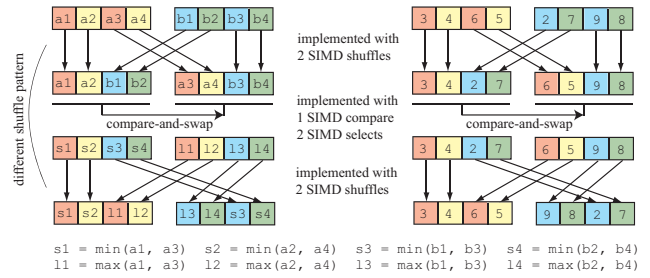 a1 a2 a3 a4 b1 b2 b3 b4
implemented with
2 SIMD shuffles
3 4 6 5 2 7 9 8
a1 a2 b1 b2 a3 a4 b3 b4
3 4 2 7 6 5 9 8
different shuffle pattern
compare-and-swap
implemented with
1 SIMD compare
2 SIMD selects
compare-and-swap
s1 s2 s3 s4 l1 l2 l3 l4
3 4 2 7 6 5 9 8
implemented with
2 SIMD shuffles
s1 s2 l1 l2 l3 l4 s3 s4
3 4 6 5 9 8 2 7
s1 = min(a1, a3) s2 = min(a2, a4) s3 = min(b1, b3) s4 = min(b2, b4)
l1 = max(a1, a3) l2 = max(a2, a4) l3 = max(b1, b3) l4 = max(b2, b4)